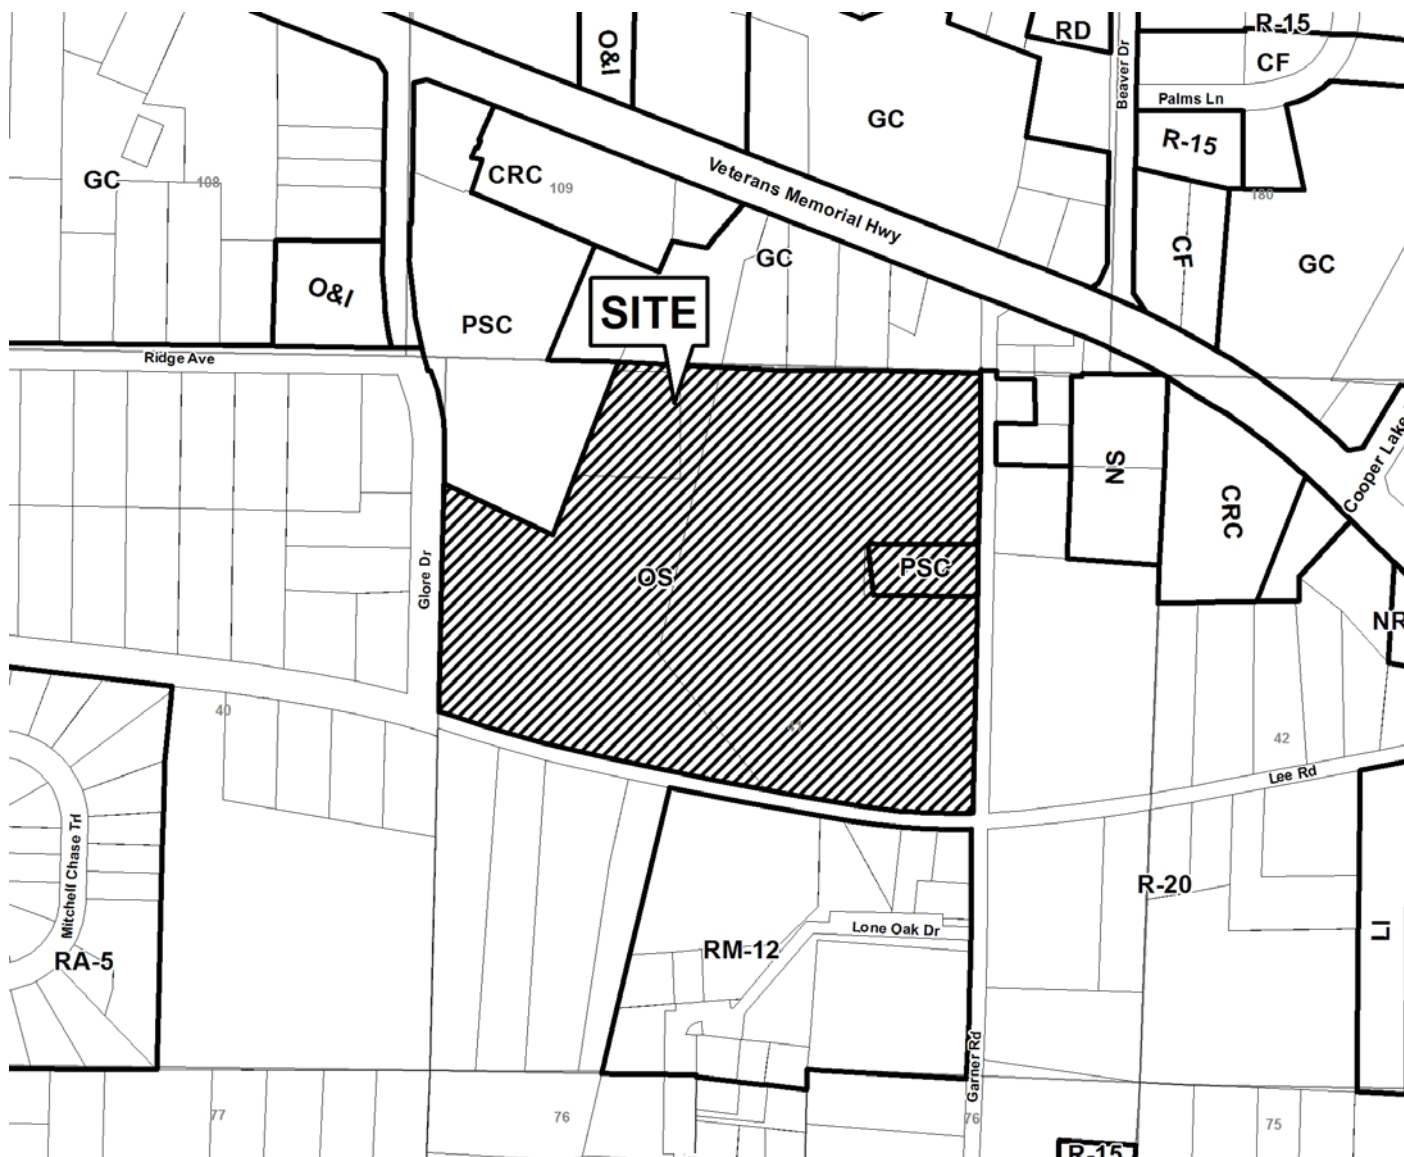 R-15
RD
O&I
CF
Beaver Dr
Palms Ln
GC
R-15
Veterans Memorial Hwy
CRC
109
GC
108
180
CF
GC
GC
O&I
SITE
PSC
Ridge Ave
Cooper Lake
SN
CRC
Glore Dr
OS
PSC
NR
40
41
42
Lee Rd
Mitchell Chase Trl
R-20
LI
Lone Oak Dr
RM-12
RA-5
Garner Rd
77
76
76
75
R-15